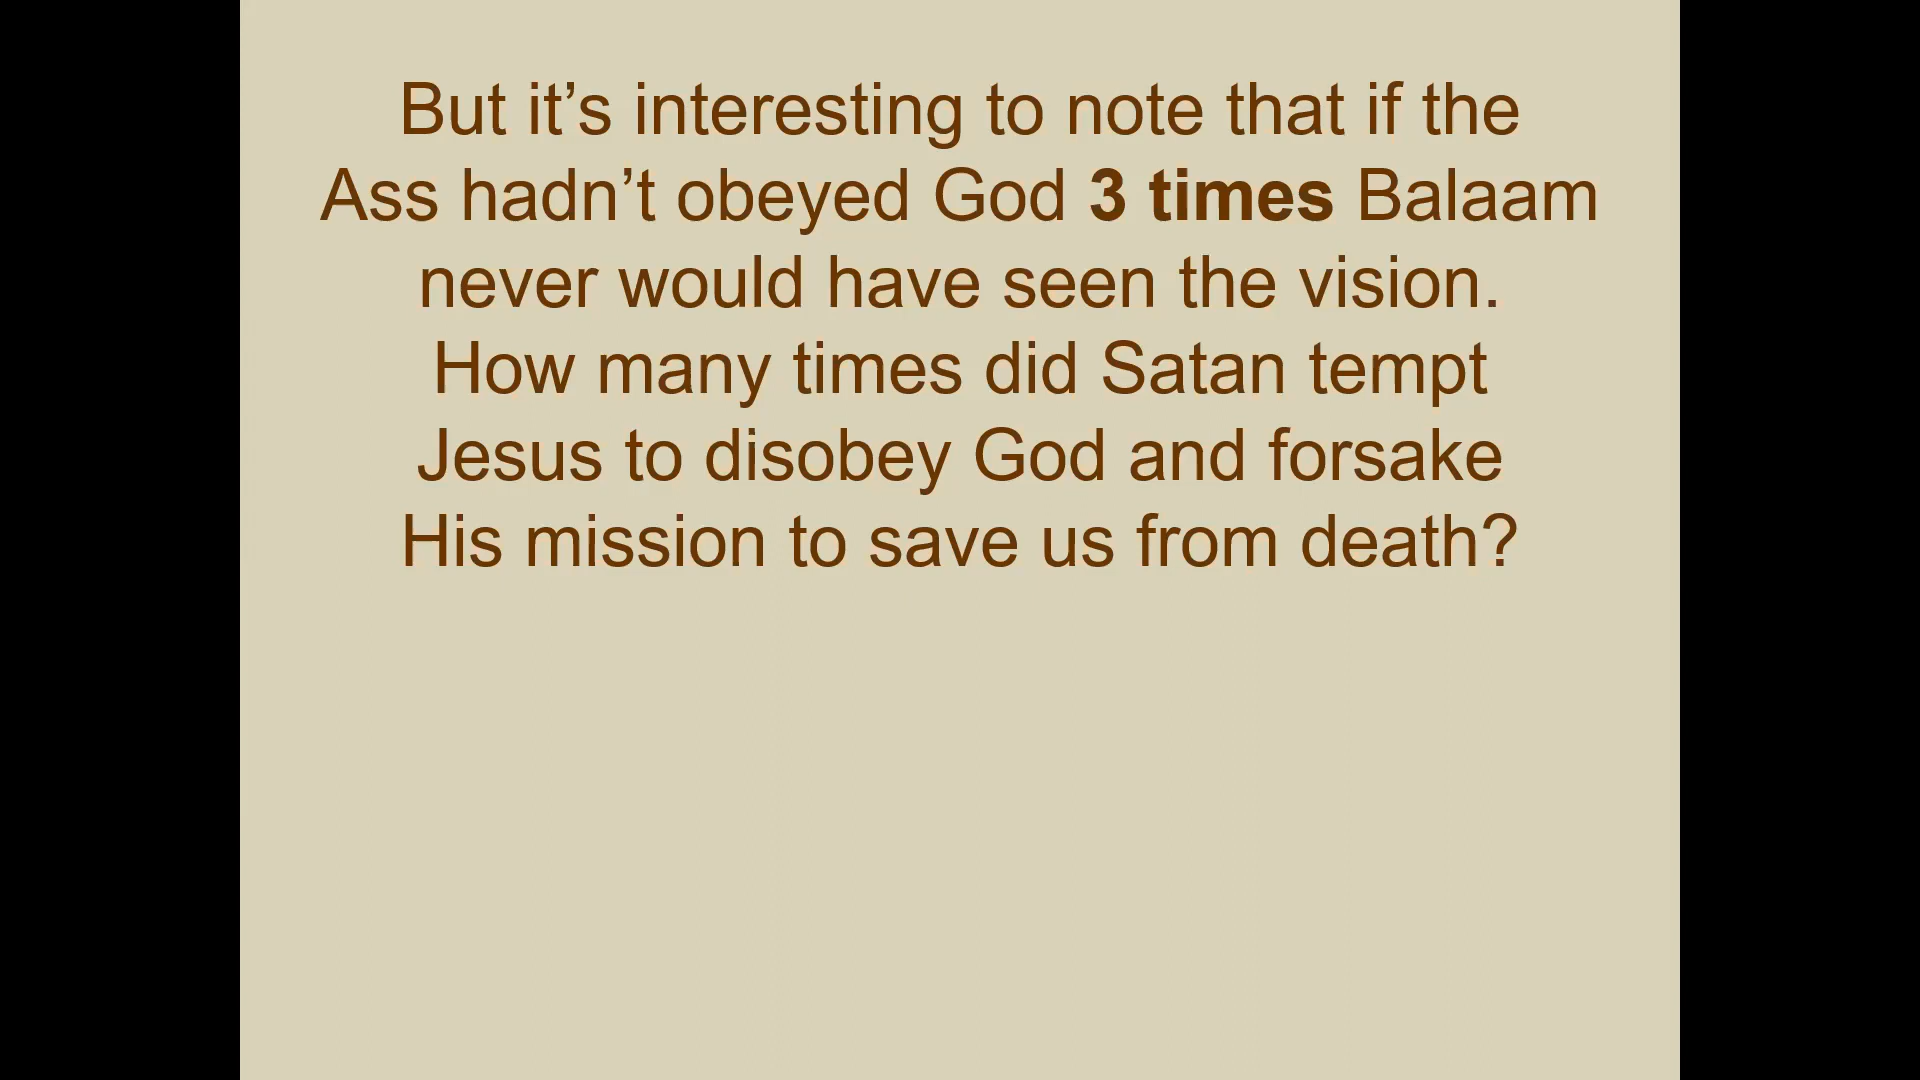 But it’s interesting to note that if the
Ass hadn’t obeyed God 3 times Balaam
never would have seen the vision.
How many times did Satan tempt
Jesus to disobey God and forsake
His mission to save us from death?